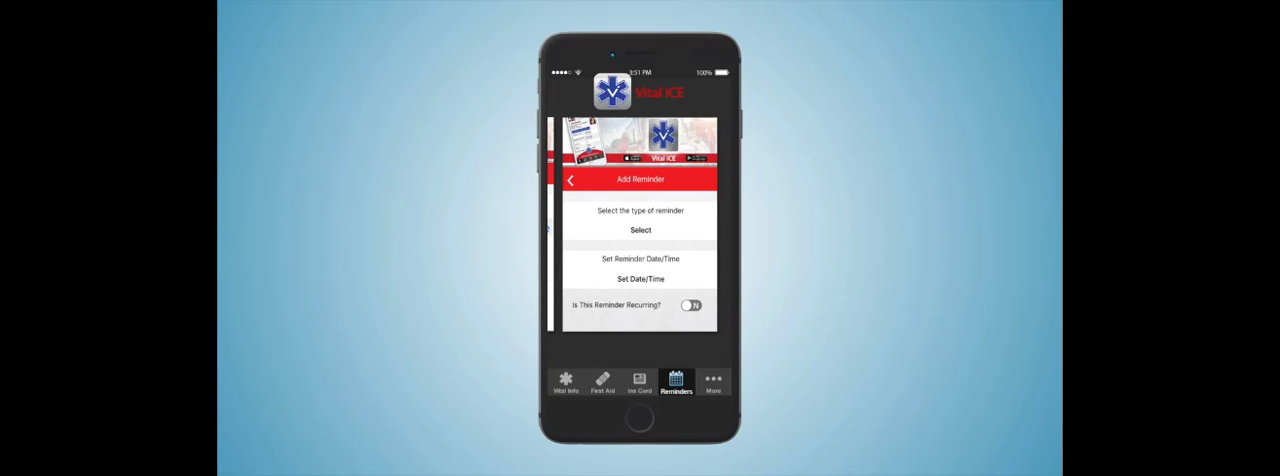 3:51 PM 100%
Vital ICE
Vital ICE
Add Reminder
Select the type of reminder
Select
Set Reminder Date/Time
Set Date/Time
Is This Reminder Recurring? N
Vital Info First Aid Ins Card Reminders More